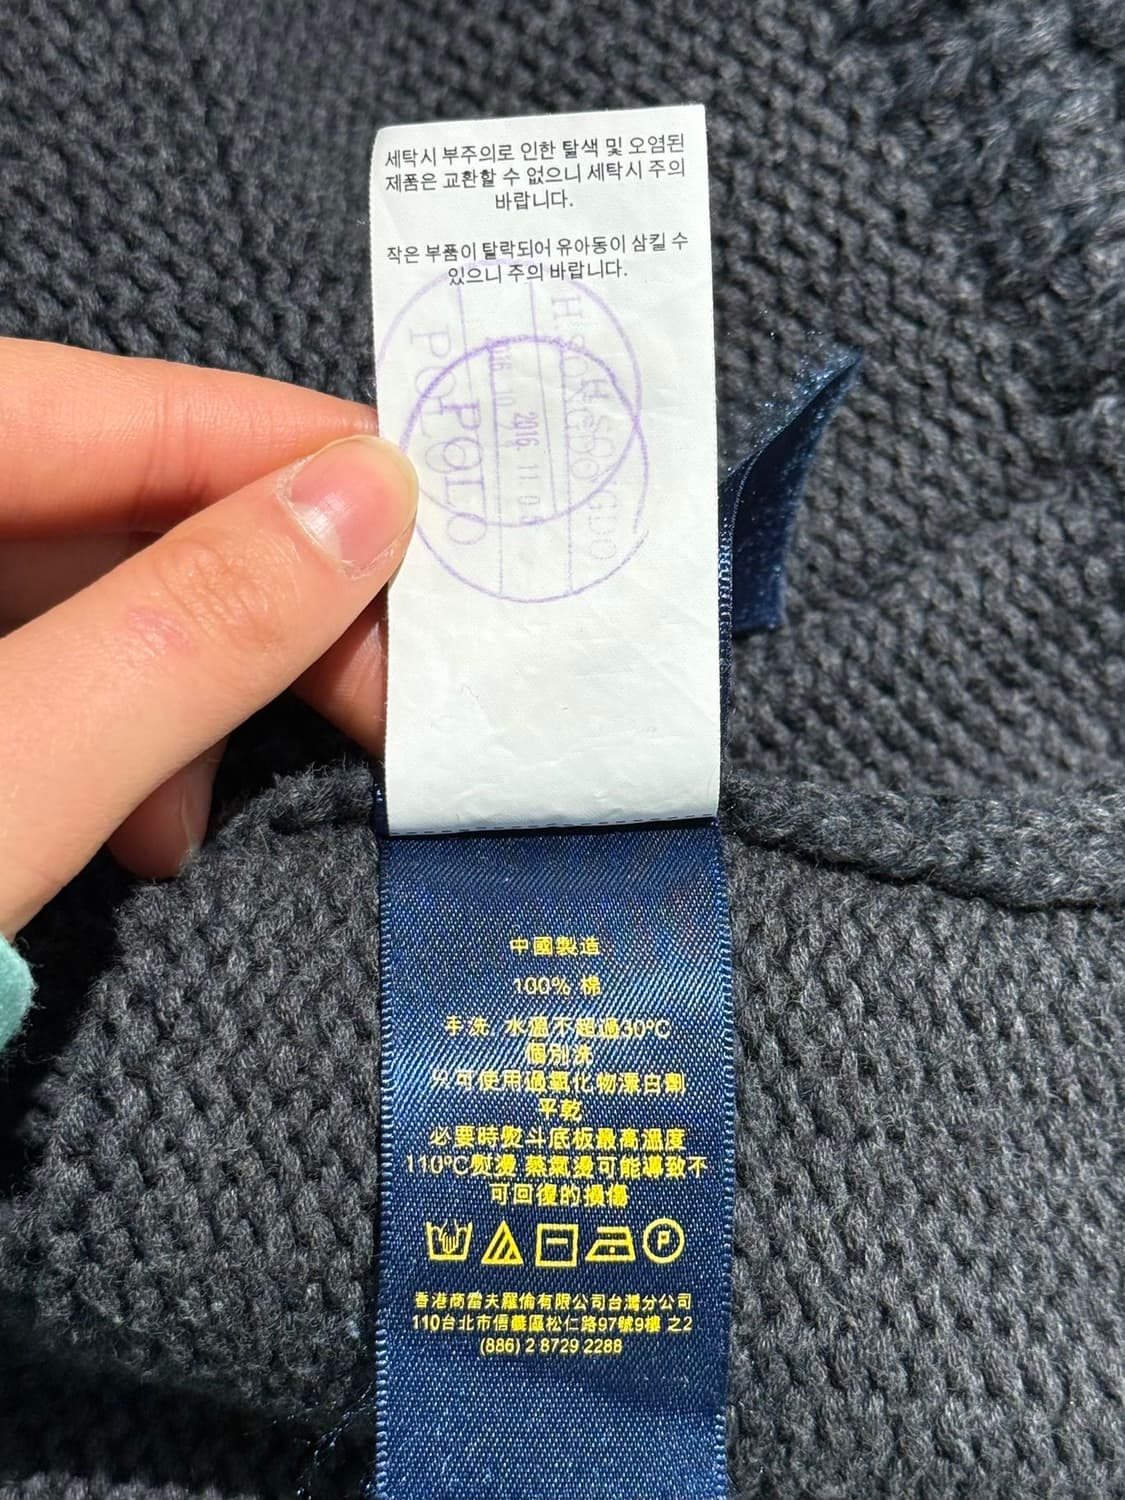 세탁시 부주의로 인한 탈색 및 오염된
제품은 교환할 수 없으니 세탁시 주의
바랍니다.
작은 부품이 탈락되어 유아동이 삼킬 수
있으니 주의 바랍니다.
POLO
2016. 10
2016. 11 0
POLO
中國製造
100% 棉
手洗, 水溫不超過30°C
個別洗
只可使用過氧化物漂白劑
平乾
必要時熨斗底板最高溫度
110°C熨燙 蒸氣燙可能導致不
可回復的損傷
P
香港商雷夫羅倫有限公司台灣分公司
110台北市信義區松仁路97號9樓 之2
(886) 2 8729 2288